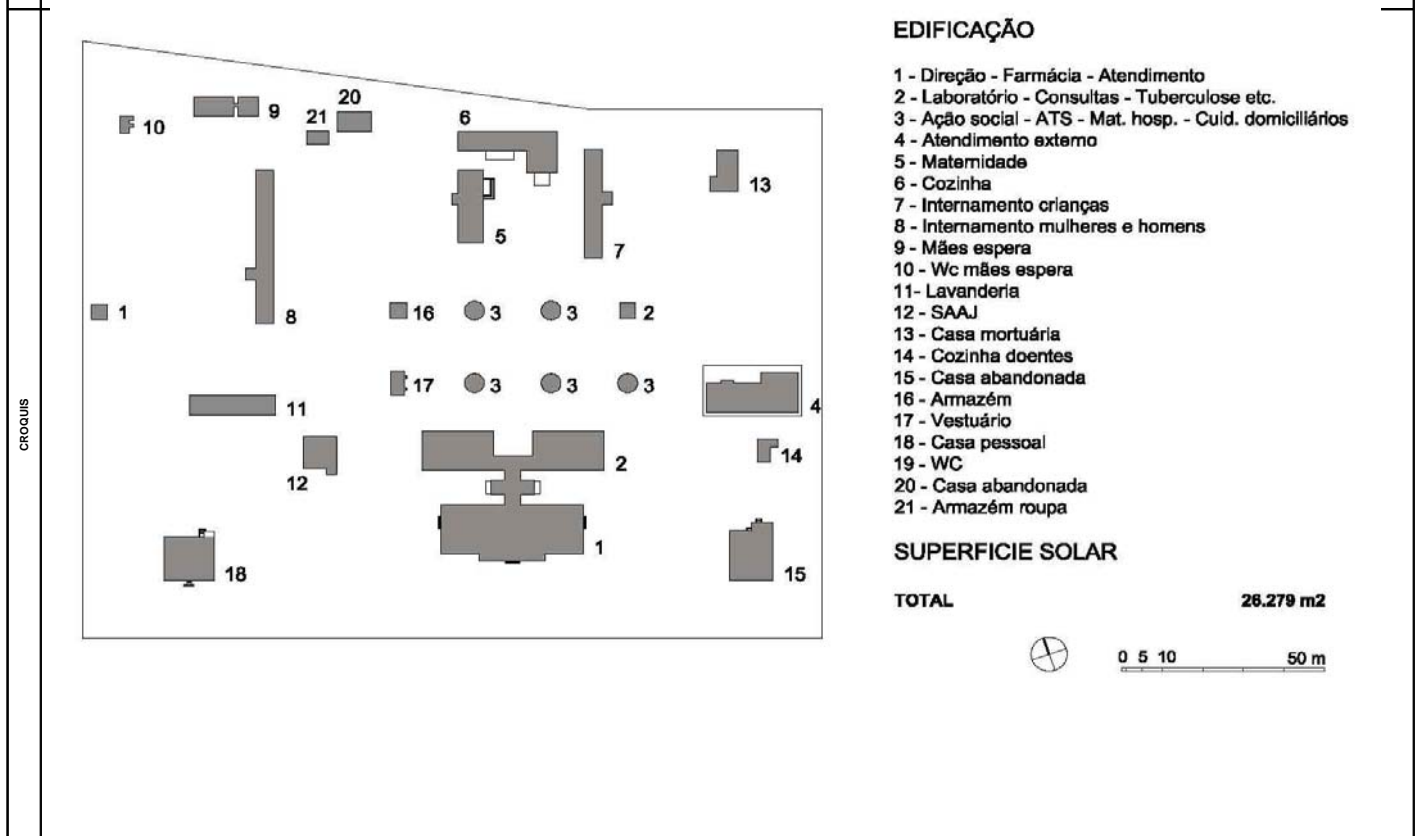 CROQUIS
20
9
21
6
10
13
5
7
1
8
16
3
3
2
17
3
3
3
11
4
12
2
14
1
18
15
EDIFICAÇÃO
1 - Direção - Farmácia - Atendimento
2 - Laboratório - Consultas - Tuberculose etc.
3 - Ação social - ATS - Mat. hosp. - Cuid. domiciliários
4 - Atendimento externo
5 - Maternidade
6 - Cozinha
7 - Internamento crianças
8 - Internamento mulheres e homens
9 - Mães espera
10 - Wc mães espera
11- Lavanderia
12 - SAAJ
13 - Casa mortuária
14 - Cozinha doentes
15 - Casa abandonada
16 - Armazém
17 - Vestuário
18 - Casa pessoal
19 - WC
20 - Casa abandonada
21 - Armazém roupa
SUPERFICIE SOLAR
TOTAL 26.279 m2
0 5 10 50 m